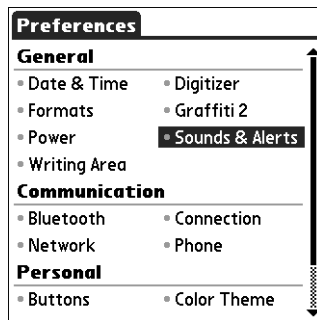 Preferences
General
Date & Time Digitizer
Formats Graffiti 2
Power Sounds & Alerts
Writing Area
Communication
Bluetooth Connection
Network Phone
Personal
Buttons Color Theme